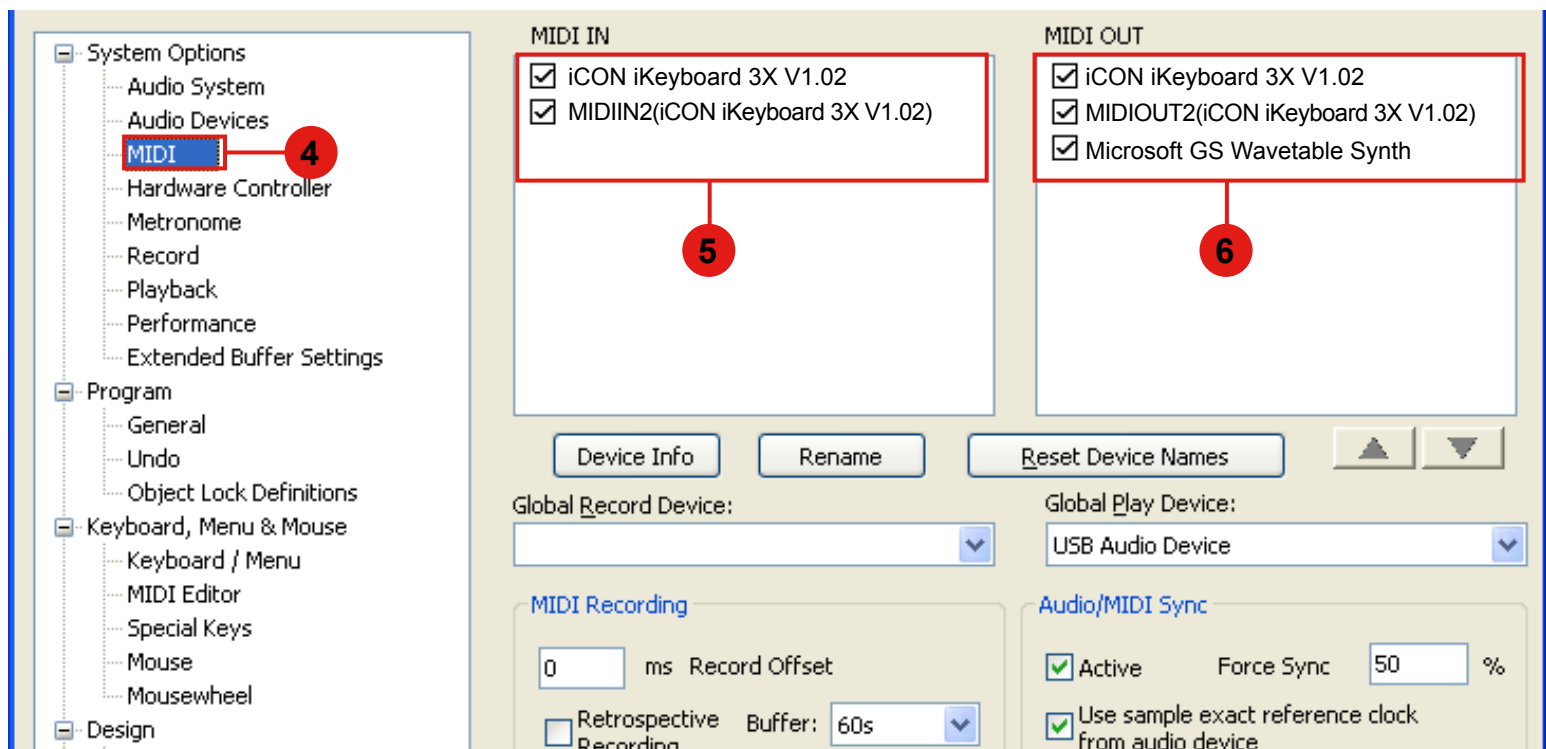 System Options
Audio System
Audio Devices
MIDI
4
Hardware Controller
Metronome
Record
Playback
Performance
Extended Buffer Settings
Program
General
Undo
Object Lock Definitions
Keyboard, Menu & Mouse
Keyboard / Menu
MIDI Editor
Special Keys
Mouse
Mousewheel
Design
MIDI IN
iCON iKeyboard 3X V1.02
MIDIIN2(iCON iKeyboard 3X V1.02)
5
MIDI OUT
iCON iKeyboard 3X V1.02
MIDIOUT2(iCON iKeyboard 3X V1.02)
Microsoft GS Wavetable Synth
6
Device Info
Rename
Reset Device Names
Global Record Device:
Global Play Device:
USB Audio Device
MIDI Recording
0 ms Record Offset
Retrospective Recording
Buffer: 60s
Audio/MIDI Sync
Active Force Sync 50 %
Use sample exact reference clock
from audio device